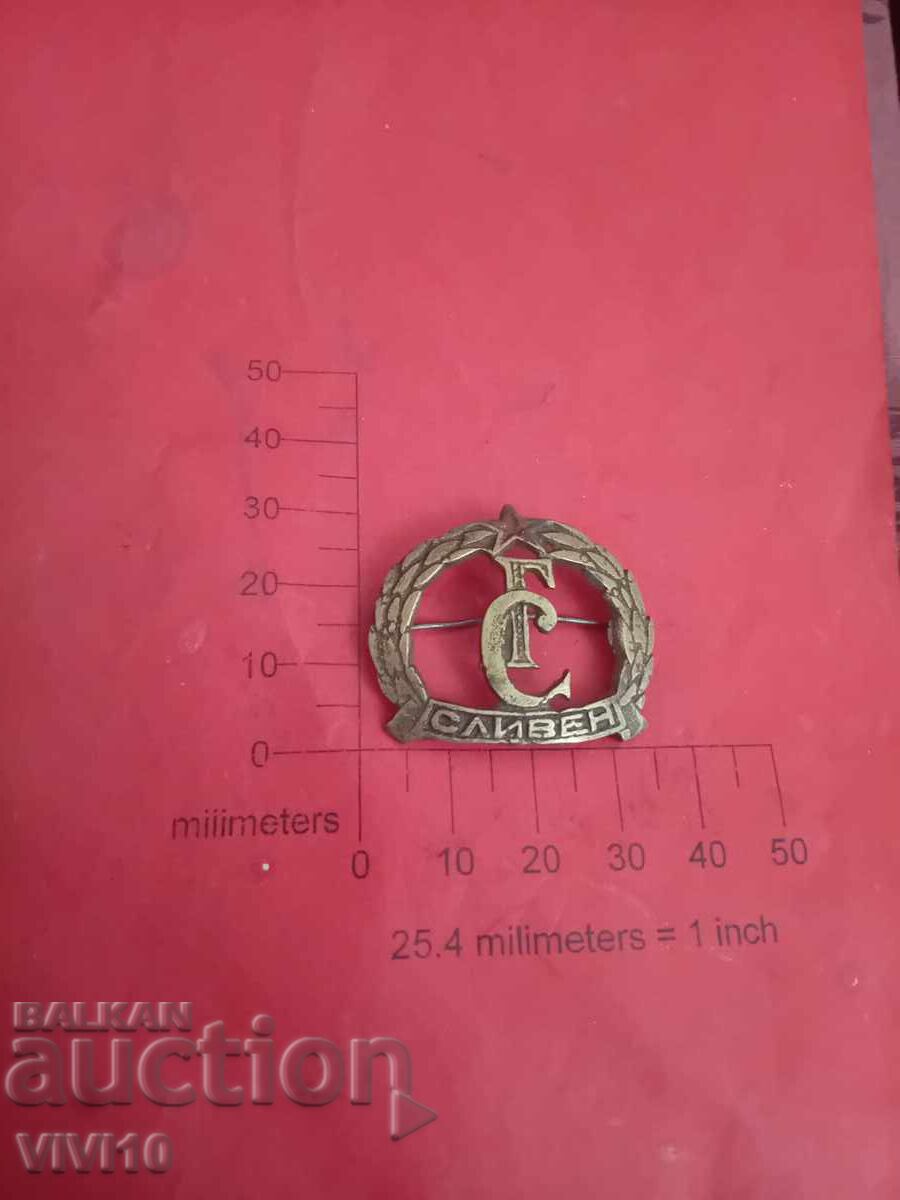 50
40
30
20
10
0
ГС
СЛИВЕН
milimeters
0 10 20 30 40 50
25.4 milimeters = 1 inch
BALKAN
auction
VIVI10